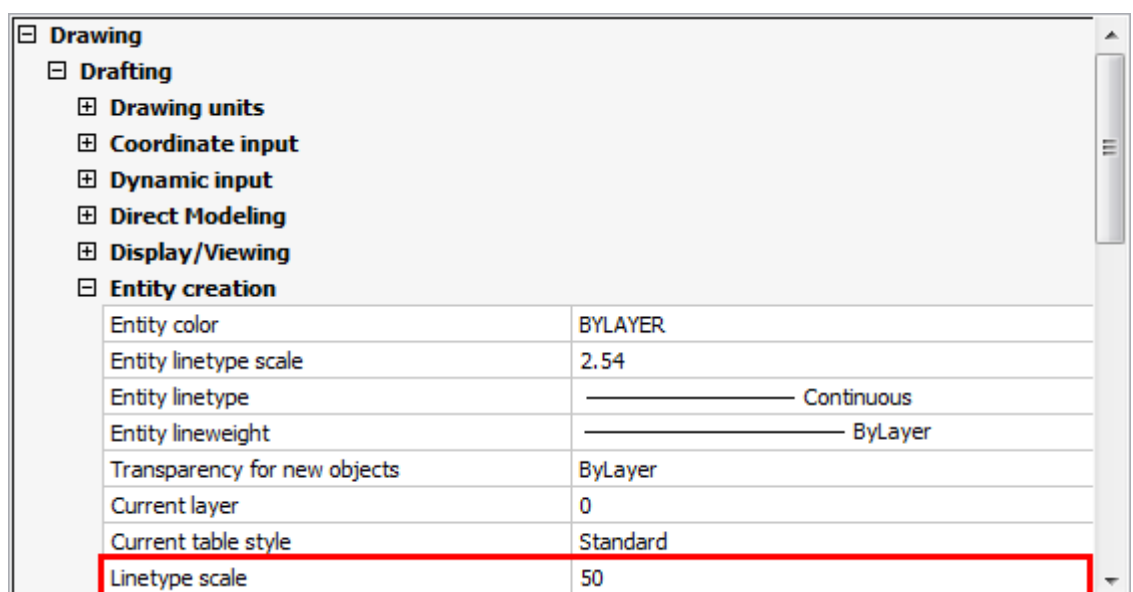 Drawing
Drafting
Drawing units
Coordinate input
Dynamic input
Direct Modeling
Display/Viewing
Entity creation
Entity color BYLAYER
Entity linetype scale 2.54
Entity linetype Continuous
Entity lineweight ByLayer
Transparency for new objects ByLayer
Current layer 0
Current table style Standard
Linetype scale 50